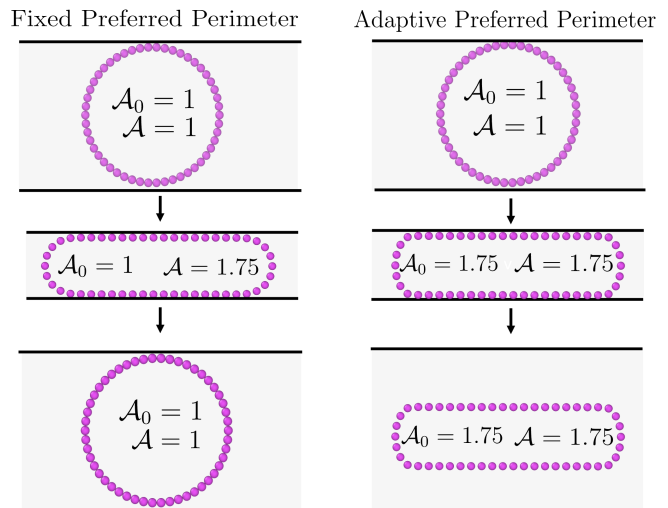 Fixed Preferred Perimeter
𝒜₀ = 1
𝒜 = 1
𝒜₀ = 1 𝒜 = 1.75
𝒜₀ = 1
𝒜 = 1
Adaptive Preferred Perimeter
𝒜₀ = 1
𝒜 = 1
𝒜₀ = 1.75 𝒜 = 1.75
𝒜₀ = 1.75 𝒜 = 1.75